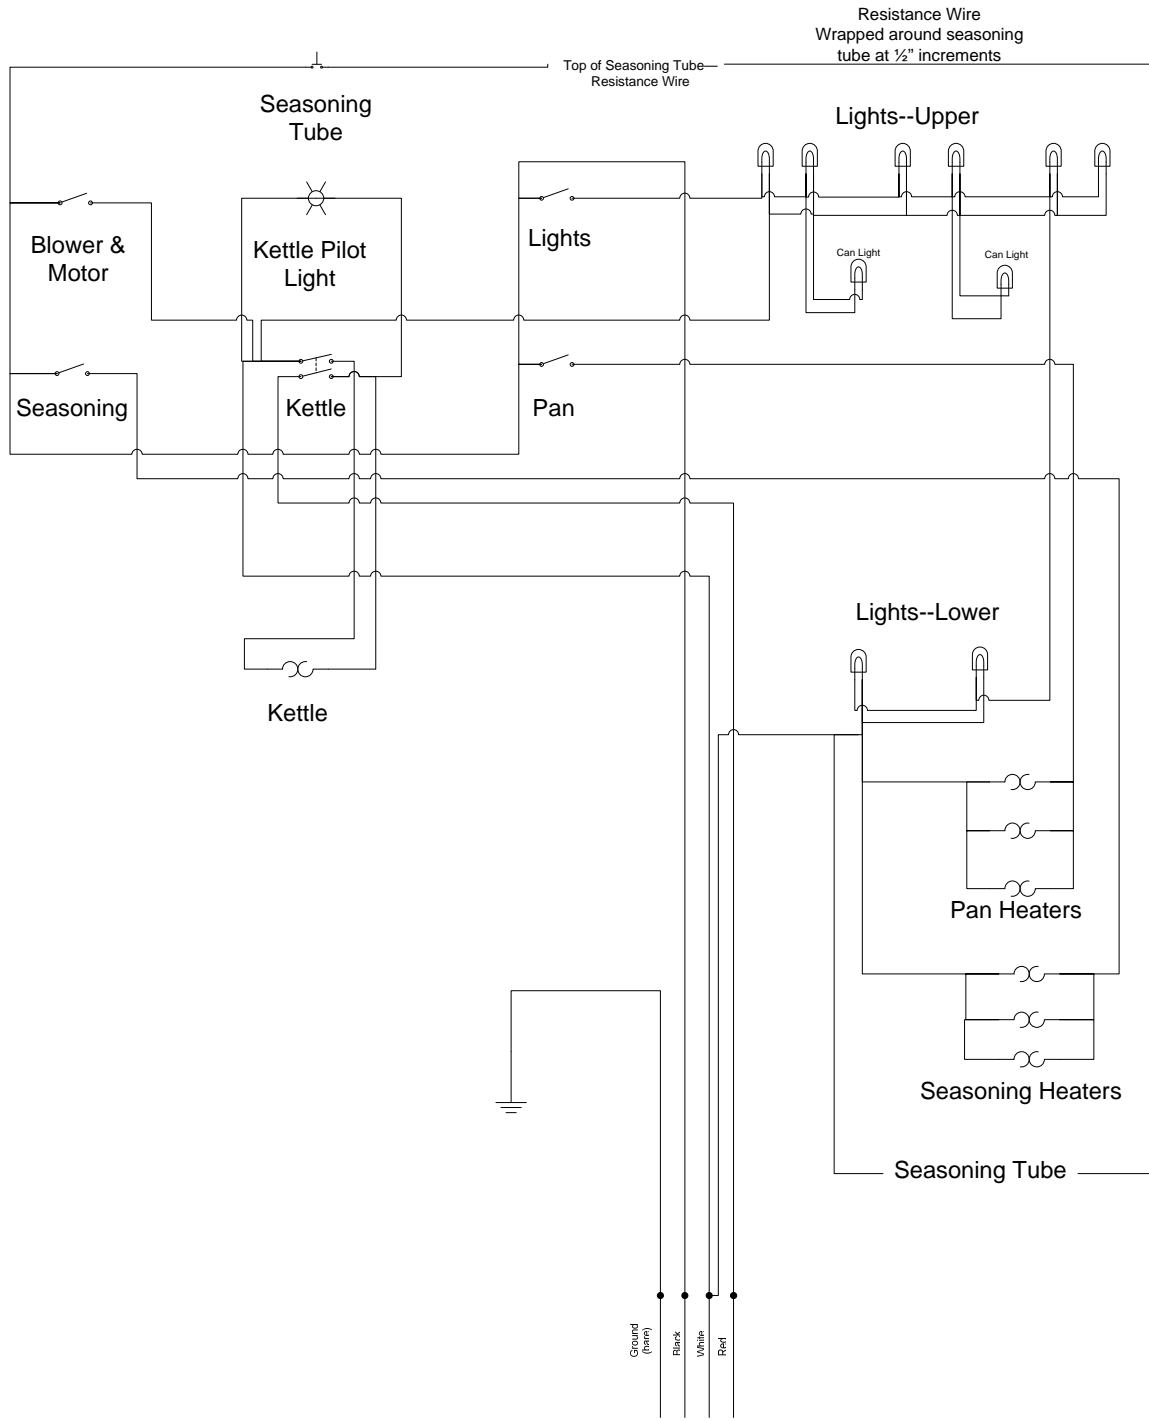 Resistance Wire
Wrapped around seasoning
tube at ½” increments
Top of Seasoning Tube
Resistance Wire
Seasoning
Tube
Lights--Upper
Blower &
Motor
Kettle Pilot
Light
Lights
Can Light
Can Light
Seasoning
Kettle
Pan
Lights--Lower
Kettle
Pan Heaters
Seasoning Heaters
Seasoning Tube
Ground
(bare)
Black
White
Red